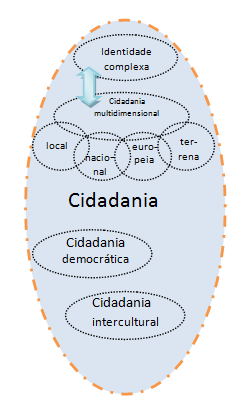 Identidade
complexa
Cidadania
multidimensional
local
nacio-
nal
euro-
peia
ter-
rena
Cidadania
Cidadania
democrática
Cidadania
intercultural